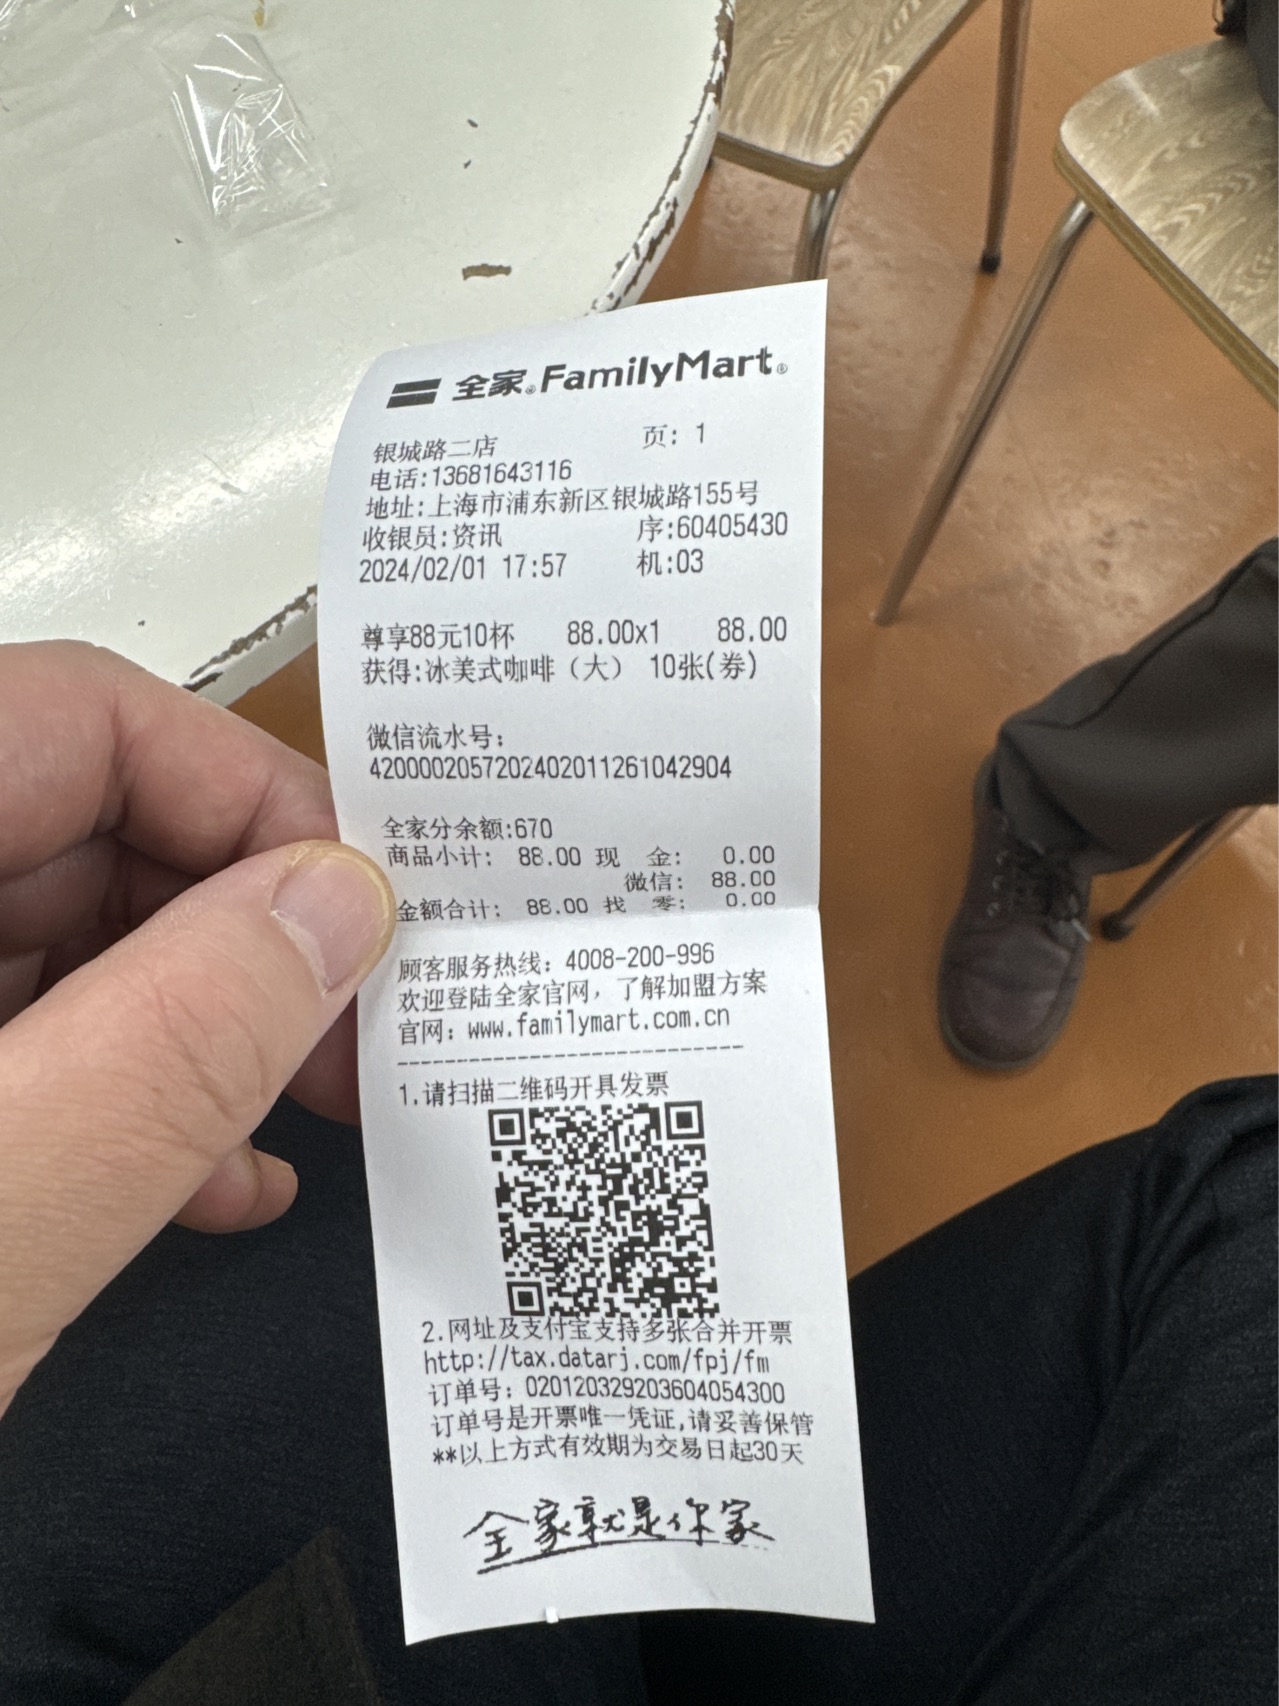 全家®FamilyMart®
银城路二店 页: 1
电话:13681643116
地址:上海市浦东新区银城路155号
收银员:资讯 序:60405430
2024/02/01 17:57 机:03
尊享88元10杯 88.00x1 88.00
获得:冰美式咖啡（大） 10张(券)
微信流水号:
4200002057202402011261042904
全家分余额:670
商品小计: 88.00 现 金: 0.00
微信: 88.00
金额合计: 88.00 找 零: 0.00
顾客服务热线: 4008-200-996
欢迎登陆全家官网，了解加盟方案
官网: www.familymart.com.cn
------------------------------
1.请扫描二维码开具发票
2.网址及支付宝支持多张合并开票
http://tax.datarj.com/fpj/fm
订单号: 020120329203604054300
订单号是开票唯一凭证,请妥善保管
**以上方式有效期为交易日起30天
全家就是你家